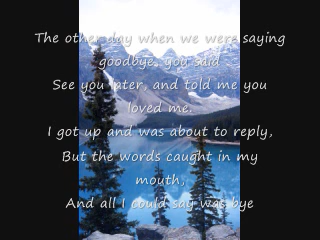 The other day when we were saying
goodbye, you said
See you later, and told me you
loved me.
I got up and was about to reply,
But the words caught in my
mouth,
And all I could say was bye